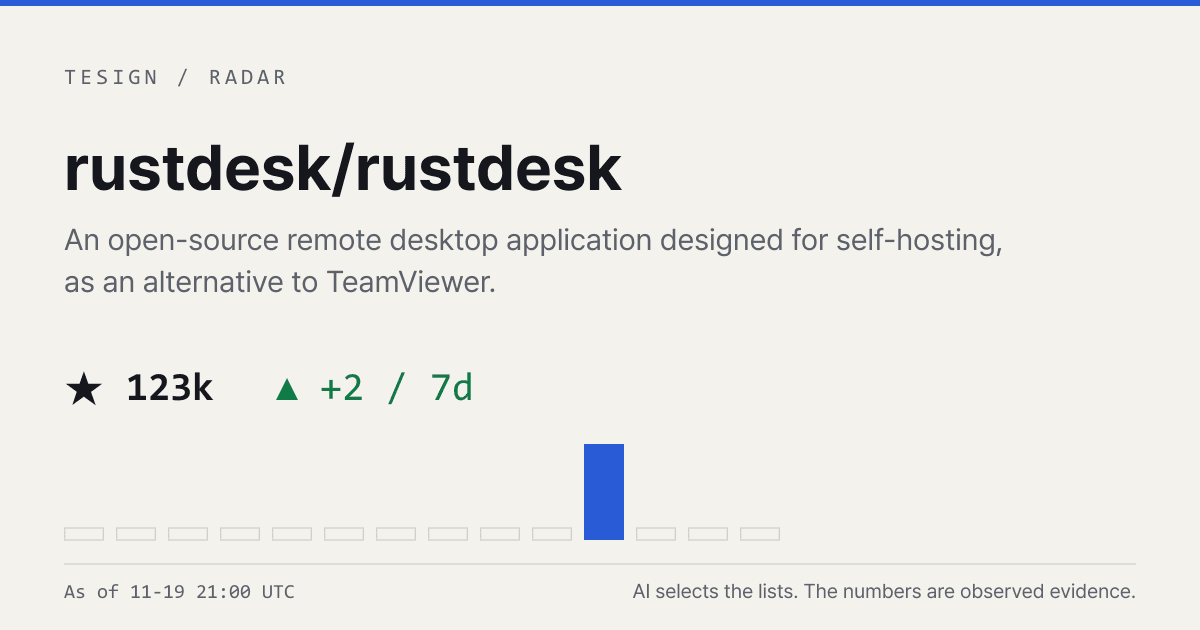 TESIGN / RADAR
rustdesk/rustdesk
An open-source remote desktop application designed for self-hosting,
as an alternative to TeamViewer.
★ 123k ▲ +2 / 7d
As of 11-19 21:00 UTC
AI selects the lists. The numbers are observed evidence.